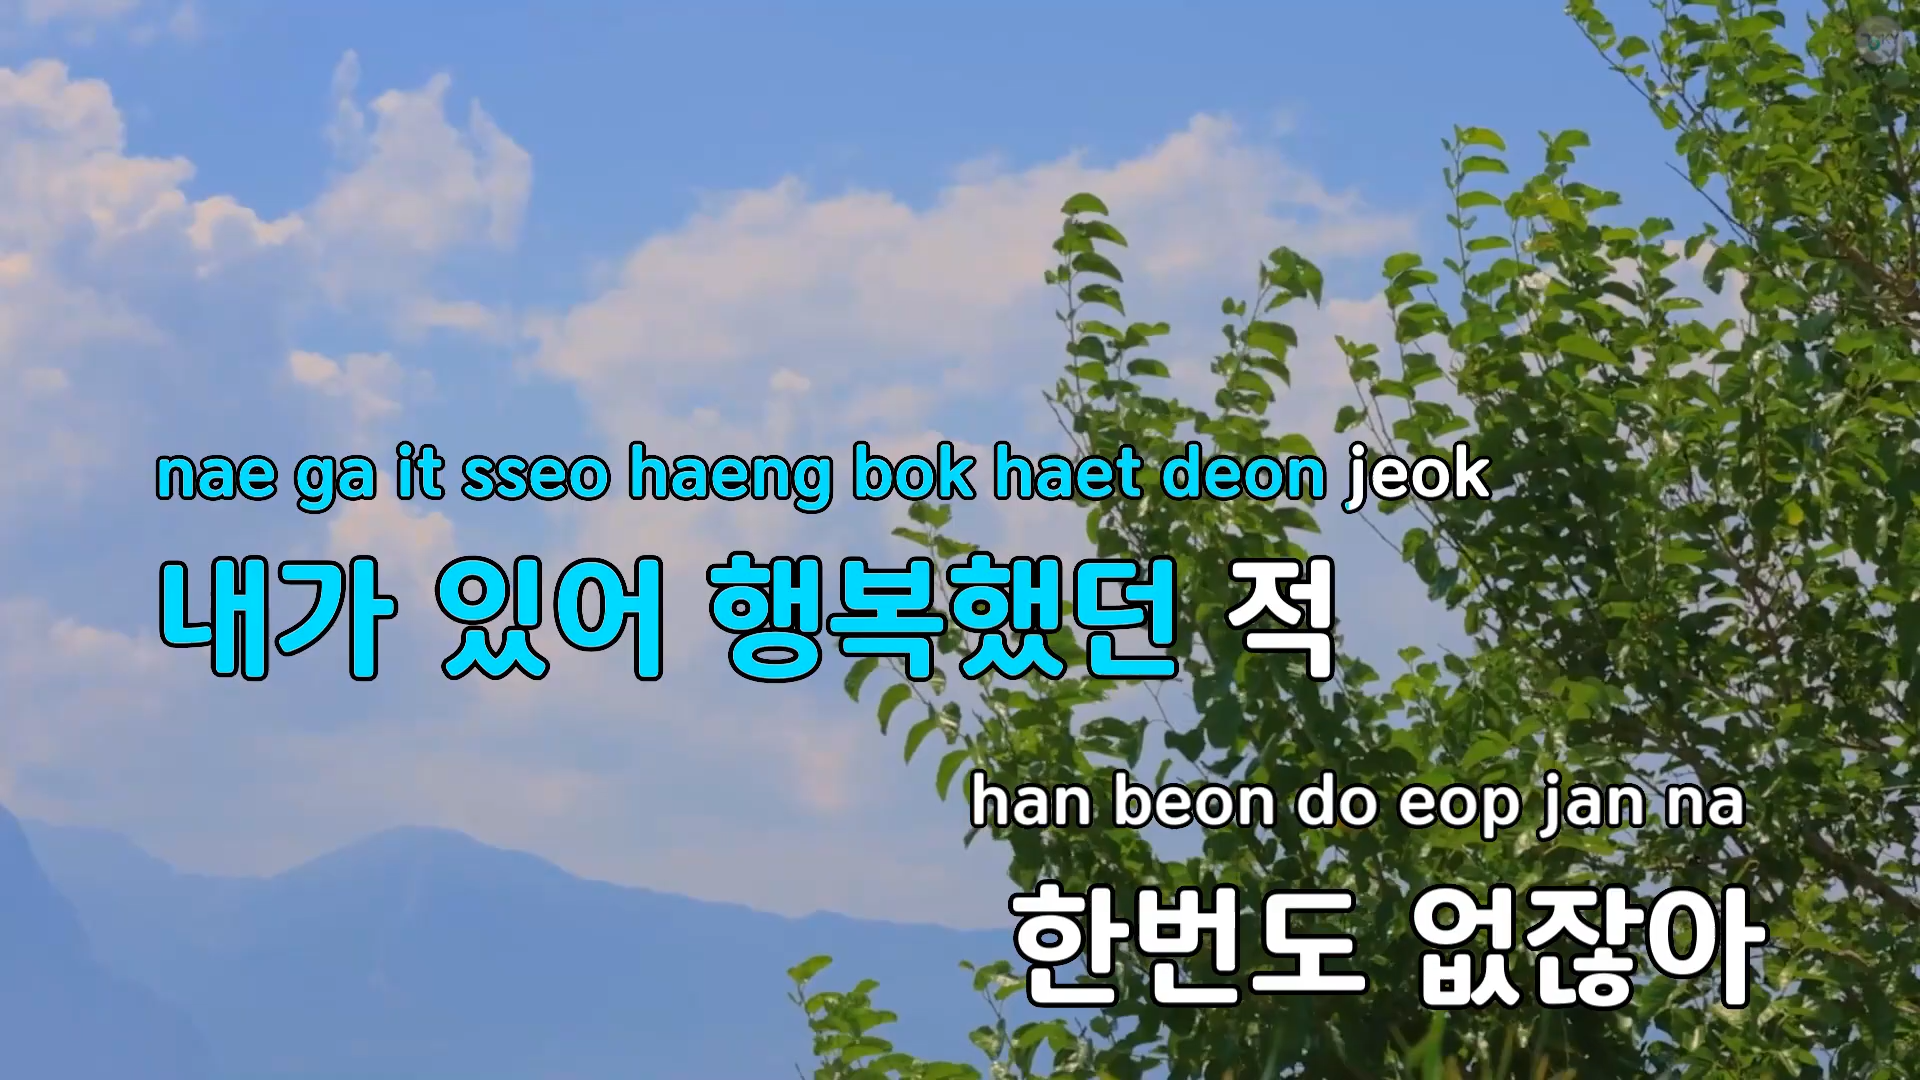 nae ga it sseo haeng bok haet deon jeok
내가 있어 행복했던 적
han beon do eop jan na
한번도 없잖아